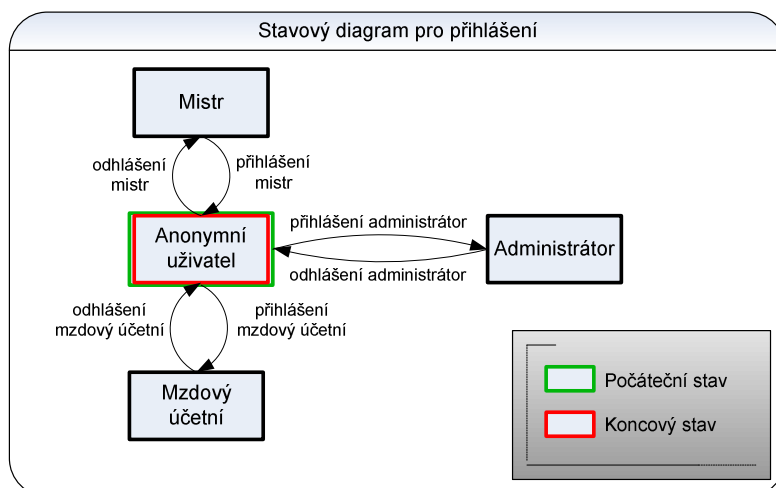 Stavový diagram pro přihlášení
Mistr
odhlášení
mistr
přihlášení
mistr
Anonymní
uživatel
přihlášení administrátor
odhlášení administrátor
Administrátor
odhlášení
mzdový účetní
přihlášení
mzdový účetní
Mzdový
účetní
Počáteční stav
Koncový stav